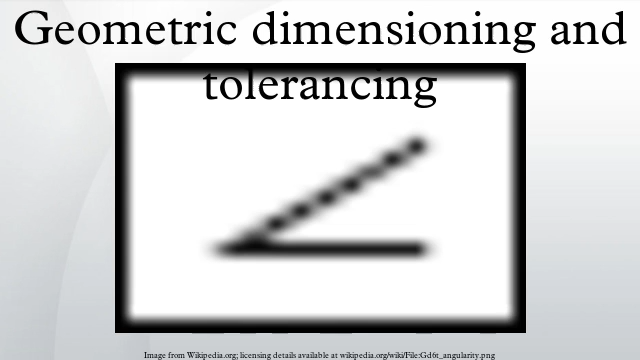 Geometric dimensioning and
tolerancing
Image from Wikipedia.org; licensing details available at wikipedia.org/wiki/File:Gd6t_angularity.png